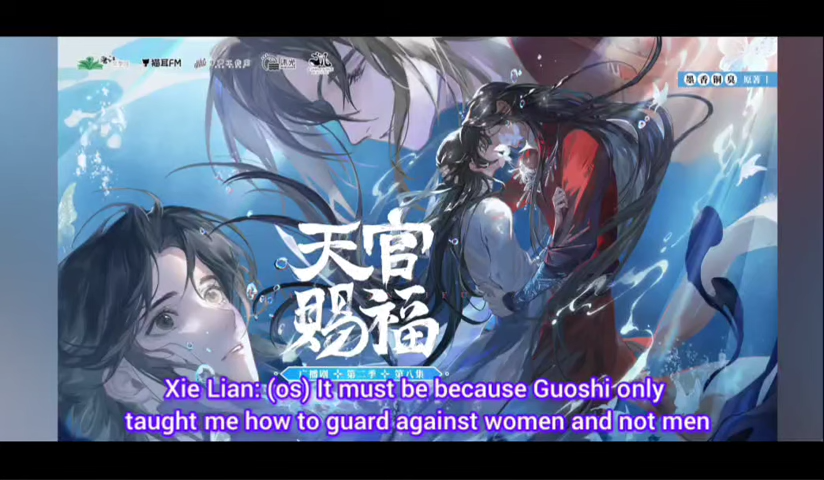 猫耳FM
墨香铜臭 原著
天官
赐福
广播剧 第二季 第八集
Xie Lian: (os) It must be because Guoshi only
taught me how to guard against women and not men